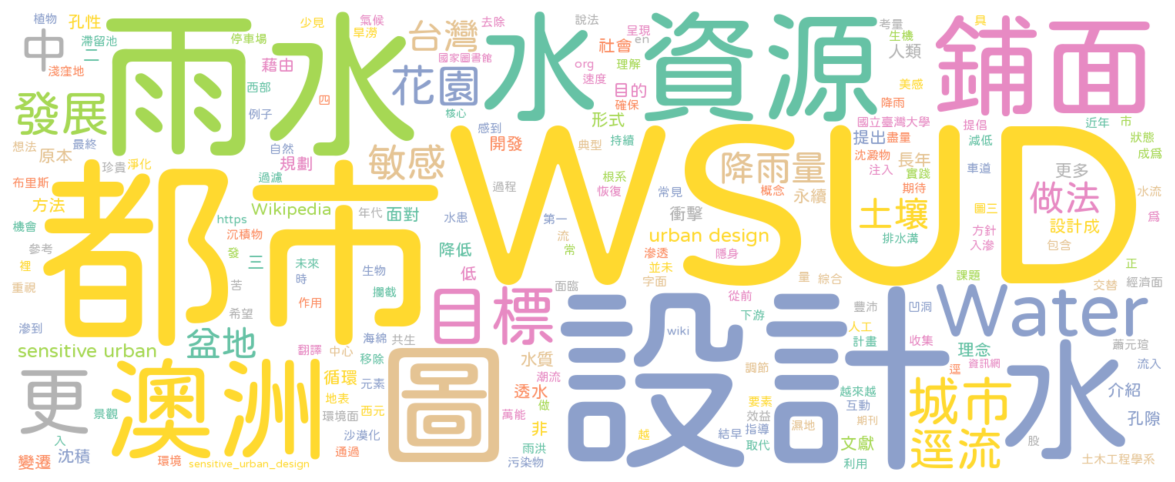 植物 孔性 少見 氣候 去除 說法 呈現 考量 具
中 二 滯留池 停車場 旱澇 台灣 en 生機
雨水 水 資源 鋪面
淺窪地 藉由 國家圖書館 org 社會 理解 人類
發展 西部 花園 速度 目的 美感
四 例子 核心 形式 確保 降雨
想法 最終 自然 敏感 感到 開發 典型 持續 國立臺灣大學 提倡 近年 市
原本 規劃 提出 盡量 減低 狀態
珍貴 淨化 過濾 降雨量 沈澱物 長年 成為
都市 WSUD
布里斯 根系 恢復 概念 永續 注入 實踐 車道 更多
方法 Wikipedia 年代 面對 過程 常見 期待 做法 水流
機會 https 水患 第一 衝擊 土壤 圖三 為
參考 沉積物 流 urban design 排水溝 方針 設計成
裡 發 三 降低 常 滲透 隱身 入滲 包含 正
重視 苦 未來 時 生物 低 面臨 並未 字面 量 綜合 課題 交替 經濟面
希望 作用 攔截 目標 從前 豐沛 凹洞
滲到 海綿 共生 下游 人工 Water
sensitive urban 盆地 翻譯 中心 移除 水質 wiki 計畫 收集 蕭元瑄
更 澳洲 圖 設計 理念 資訊網 流入
循環 元素 潮流 調節 逕 水
地表 透水 越來越 介紹
景觀 環境面 西元 萬能 做 要素 互動 城市
入 沙漠化 非 效益 濕地 期刊 孔隙
變遷 沈積 雨洪 越 指導 結早 文獻 逕流 股
環境 sensitive_urban_design 通過 污染物 取代 利用 土木工程學系